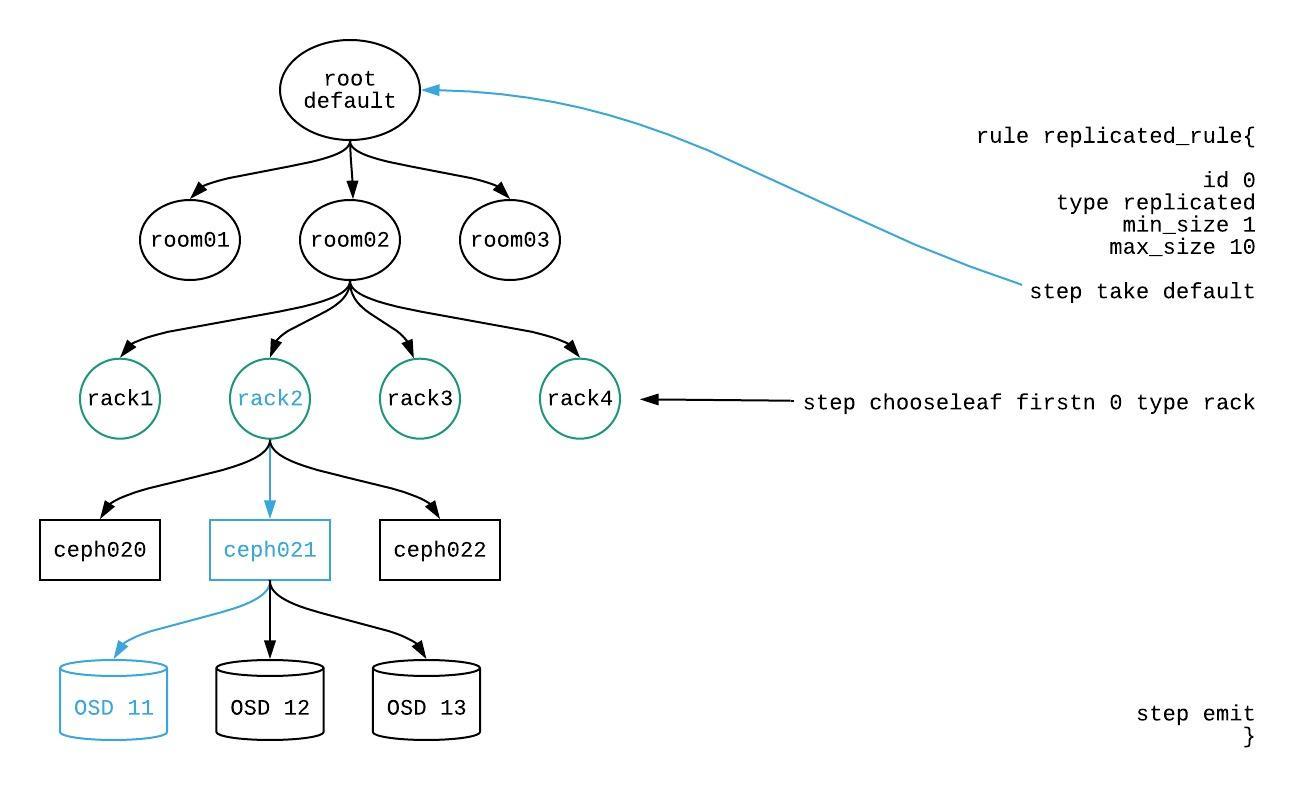 root
default
rule replicated_rule{
id 0
type replicated
min_size 1
max_size 10
room01
room02
room03
step take default
rack1
rack2
rack3
rack4
step chooseleaf firstn 0 type rack
ceph020
ceph021
ceph022
OSD 11
OSD 12
OSD 13
step emit
}